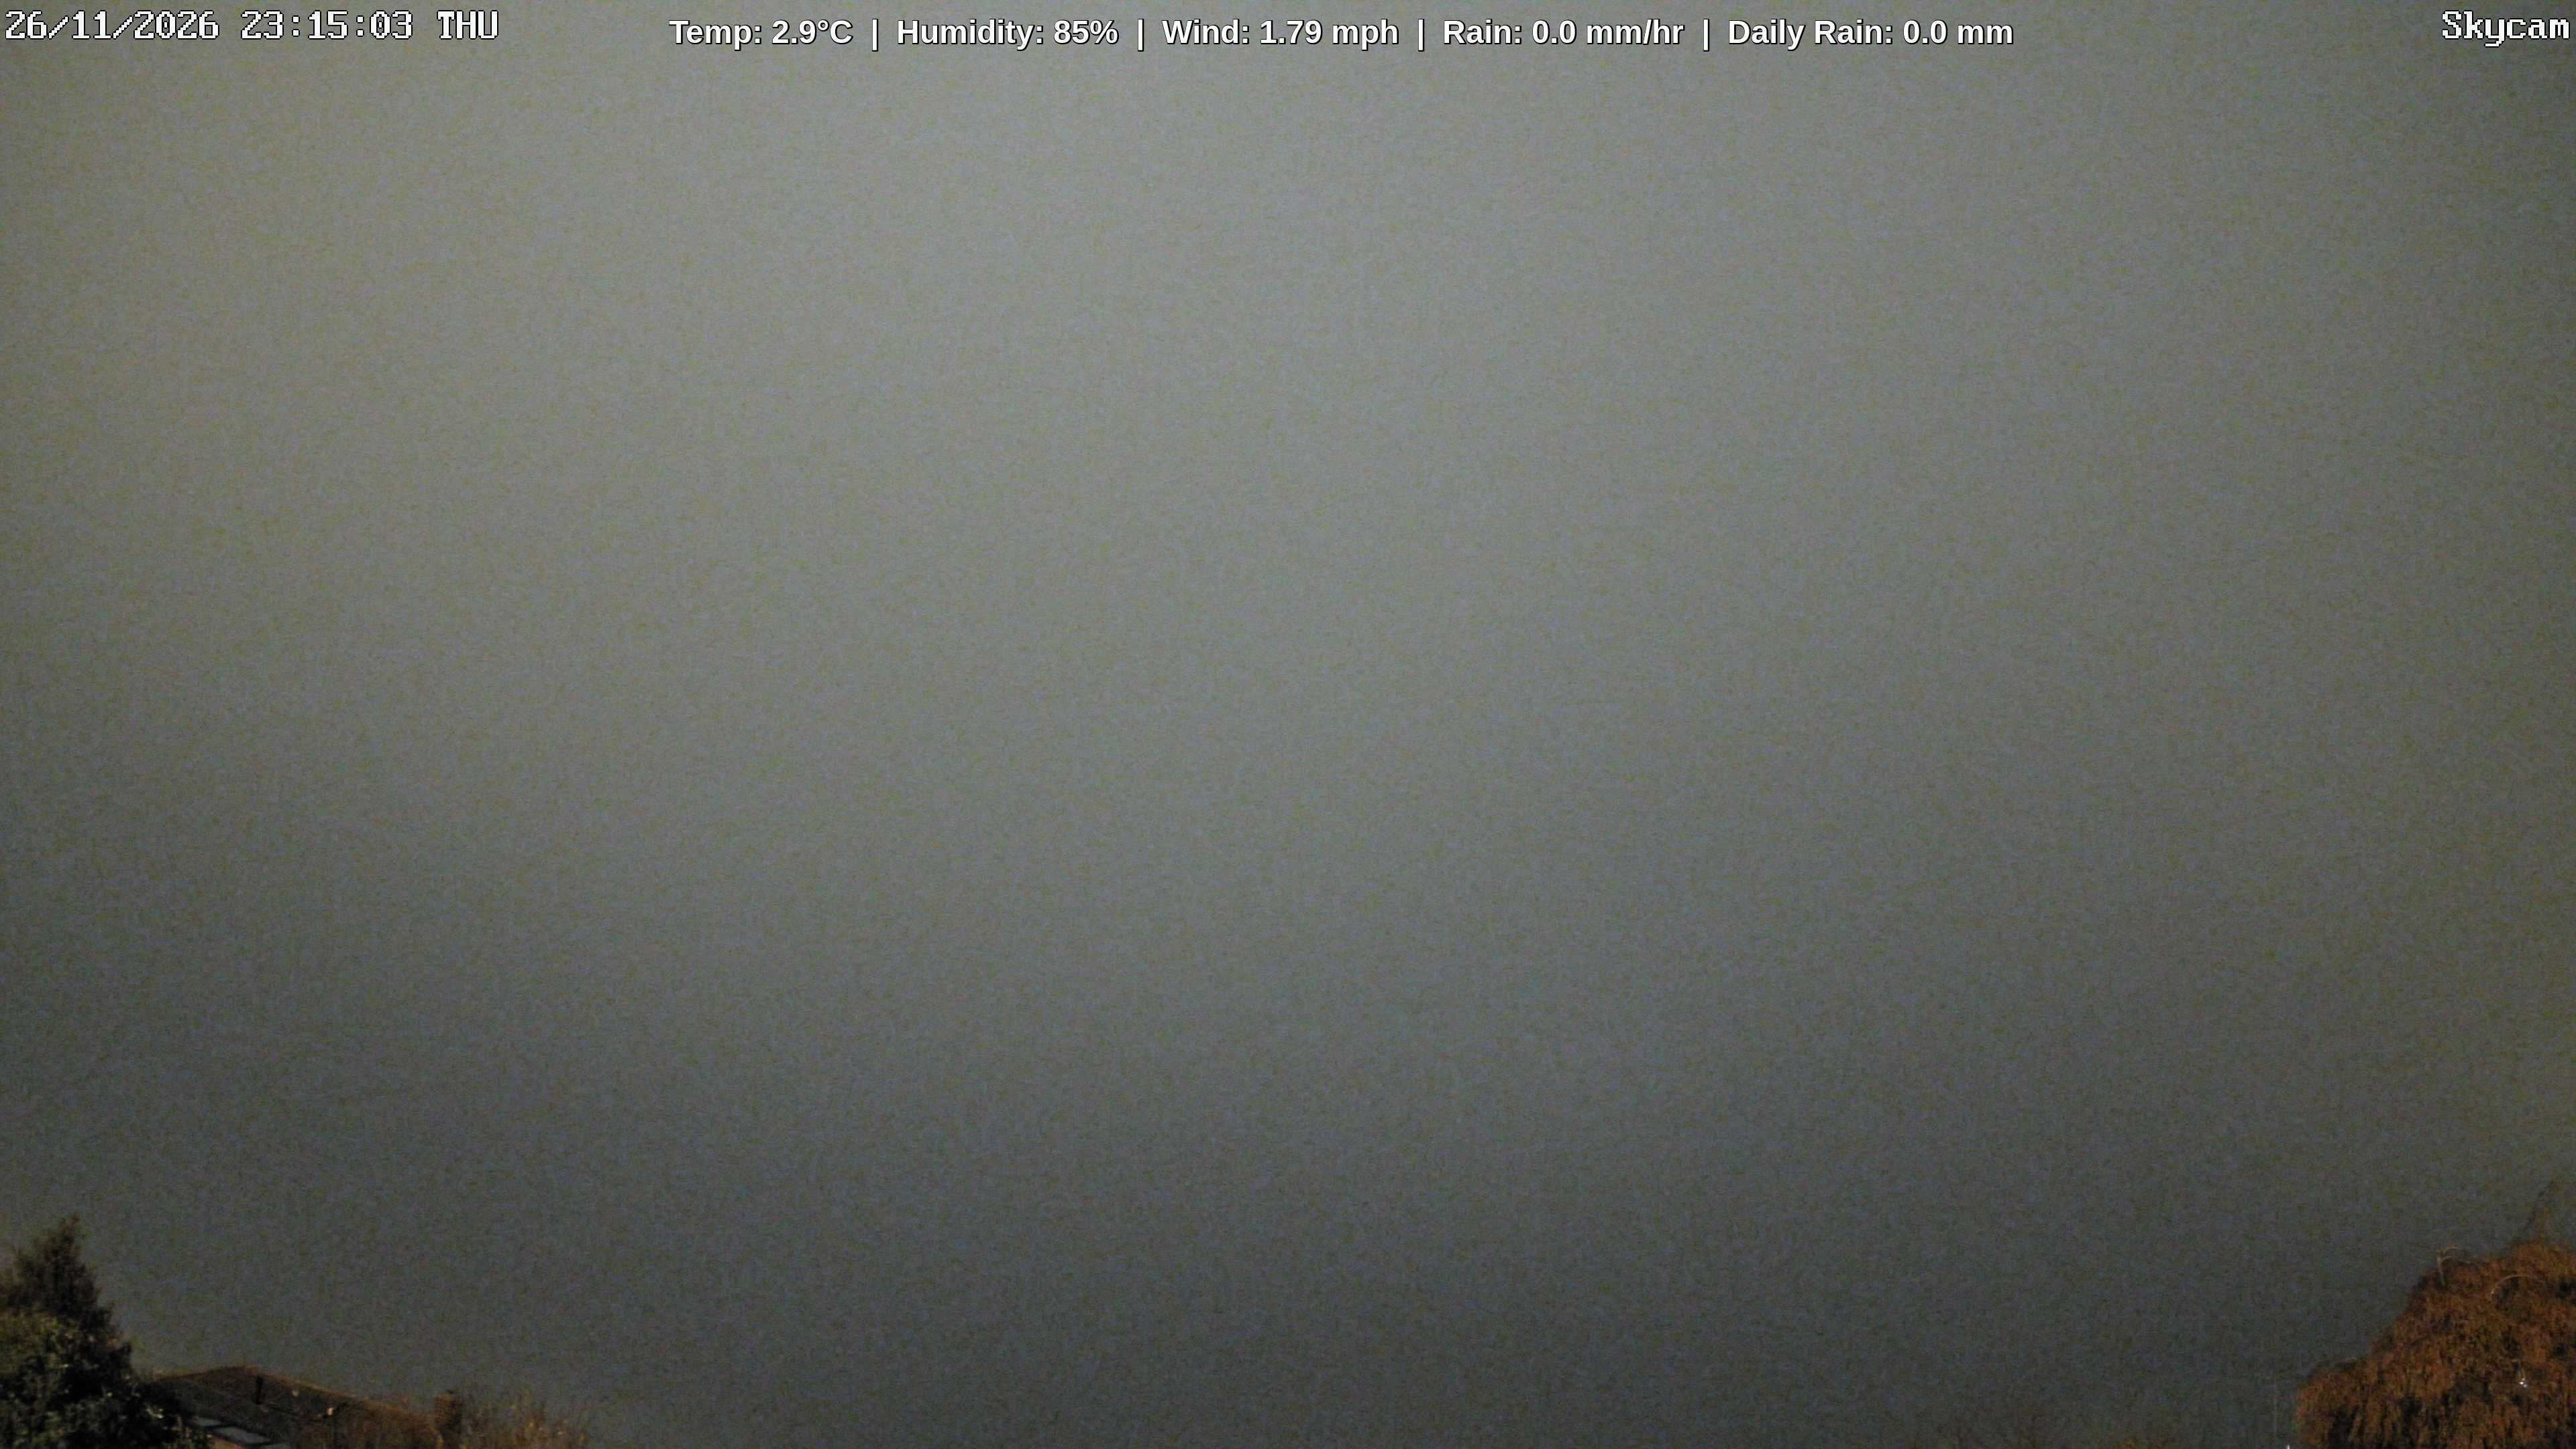 26/11/2026 23:15:03 THU
Temp: 2.9°C | Humidity: 85% | Wind: 1.79 mph | Rain: 0.0 mm/hr | Daily Rain: 0.0 mm
Skycam